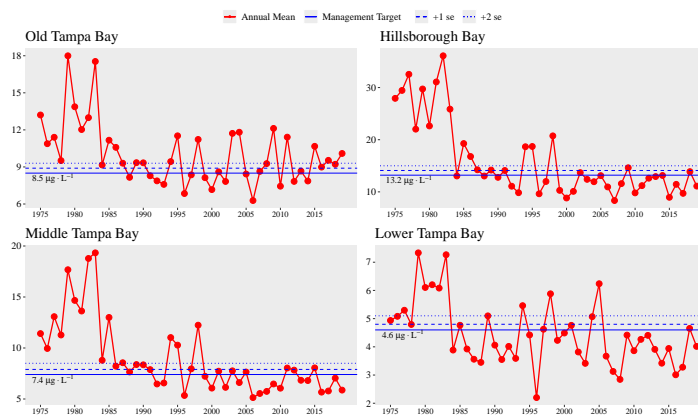 Annual Mean Management Target +1 se +2 se
Old Tampa Bay
18
15
12
9
6
8.5 μg · L⁻¹
1975 1980 1985 1990 1995 2000 2005 2010 2015
Hillsborough Bay
30
20
10
13.2 μg · L⁻¹
1975 1980 1985 1990 1995 2000 2005 2010 2015
Middle Tampa Bay
20
15
10
5
7.4 μg · L⁻¹
1975 1980 1985 1990 1995 2000 2005 2010 2015
Lower Tampa Bay
7
6
5
4
3
2
4.6 μg · L⁻¹
1975 1980 1985 1990 1995 2000 2005 2010 2015